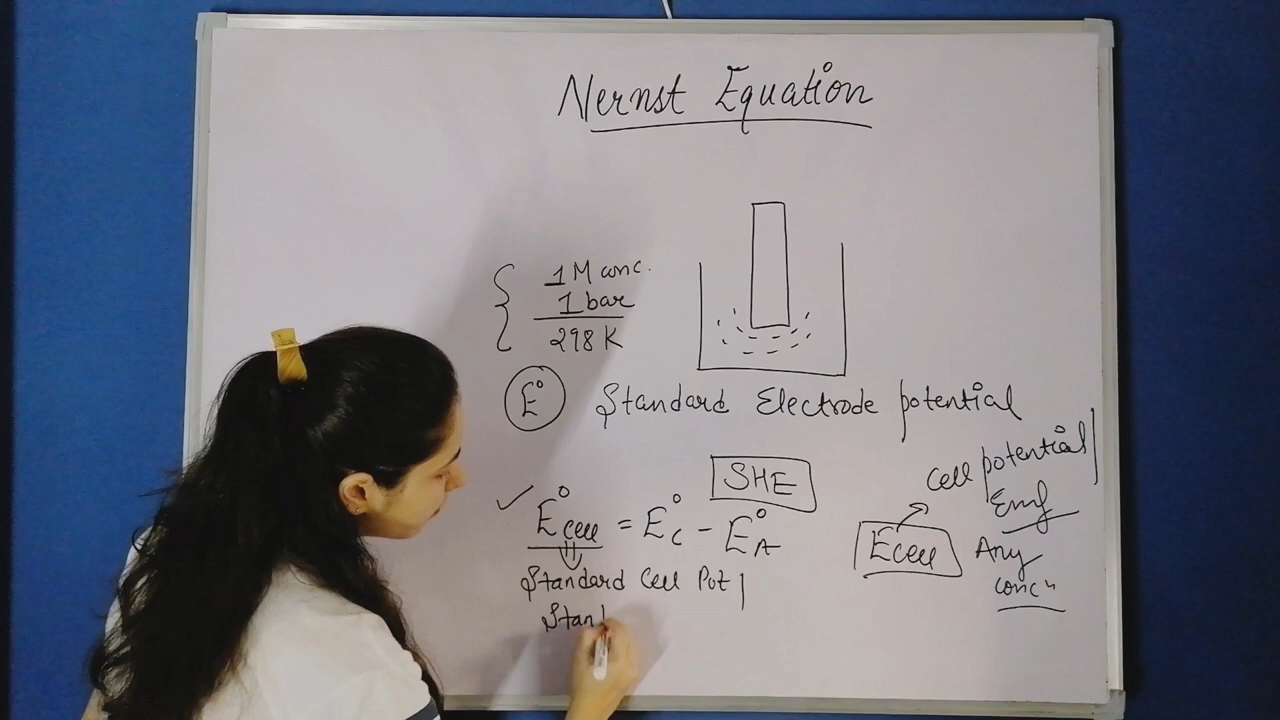 Nernst Equation
1M conc.
1 bar
298 K
E° Standard Electrode potential
SHE
E°cell = E°C - E°A
Standard Cell Pot |
Stan
Cell potential |
Emf
Ecell Any
concⁿ